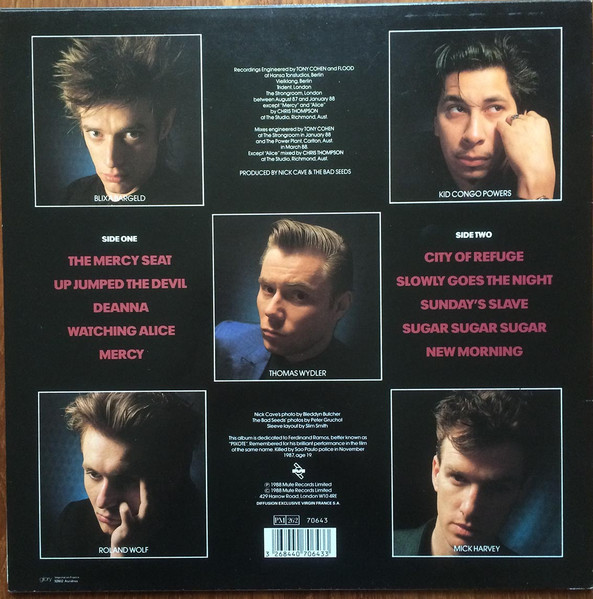 Recordings Engineered by TONY COHEN and FLOOD
at Hansa Tonstudios, Berlin
Vielklang, Berlin
Trident, London
The Strongroom, London
between August 87 and January 88
except "Mercy" and "Alice"
by CHRIS THOMPSON
at The Studio, Richmond, Aust.
Mixes engineered by TONY COHEN
at The Strongroom in January 88
and The Power Plant, Carlton, Aust.
in March 88
Except "Alice" mixed by CHRIS THOMPSON
at The Studio, Richmond, Aust.
PRODUCED BY NICK CAVE & THE BAD SEEDS
BLIXA BARGELD
KID CONGO POWERS
SIDE ONE
THE MERCY SEAT
UP JUMPED THE DEVIL
DEANNA
WATCHING ALICE
MERCY
SIDE TWO
CITY OF REFUGE
SLOWLY GOES THE NIGHT
SUNDAY'S SLAVE
SUGAR SUGAR SUGAR
NEW MORNING
THOMAS WYDLER
Nick Cave's photo by Bleddyn Butcher
The Bad Seeds' photos by Peter Gruchot
Sleeve layout by Slim Smith
This album is dedicated to Ferdinand Ramos, better known as
"PIXOTE". Remembered for his brilliant performance in the film
of the same name. Killed by Sao Paulo police in November
1987, age 19
MUTE
℗ 1988 Mute Records Limited
© 1988 Mute Records Limited
429 Harrow Road, London W10 4RE
DIFFUSION EXCLUSIVE VIRGIN FRANCE S.A.
PM 262 70643
3 268440 706433
ROLAND WOLF
MICK HARVEY
glory